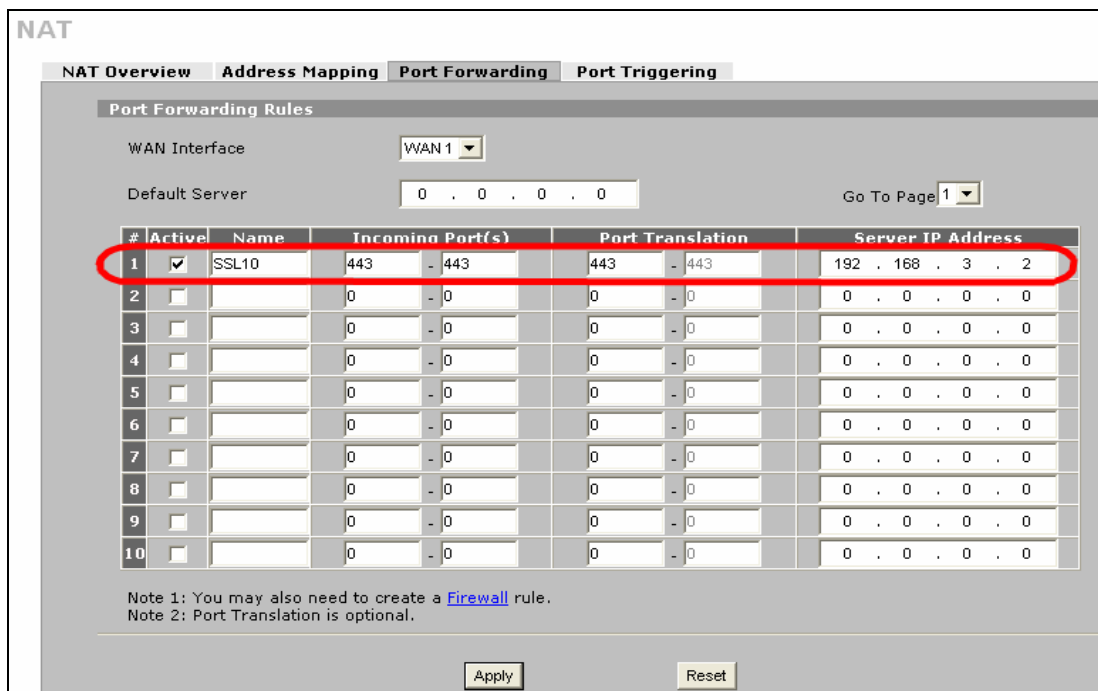 NAT
NAT Overview Address Mapping Port Forwarding Port Triggering
Port Forwarding Rules
WAN Interface WAN 1
Default Server 0 . 0 . 0 . 0 Go To Page 1
# Active Name Incoming Port(s) Port Translation Server IP Address
1 SSL10 443 - 443 443 - 443 192 . 168 . 3 . 2
2 0 - 0 0 - 0 0 . 0 . 0 . 0
3 0 - 0 0 - 0 0 . 0 . 0 . 0
4 0 - 0 0 - 0 0 . 0 . 0 . 0
5 0 - 0 0 - 0 0 . 0 . 0 . 0
6 0 - 0 0 - 0 0 . 0 . 0 . 0
7 0 - 0 0 - 0 0 . 0 . 0 . 0
8 0 - 0 0 - 0 0 . 0 . 0 . 0
9 0 - 0 0 - 0 0 . 0 . 0 . 0
10 0 - 0 0 - 0 0 . 0 . 0 . 0
Note 1: You may also need to create a Firewall rule.
Note 2: Port Translation is optional.
Apply Reset